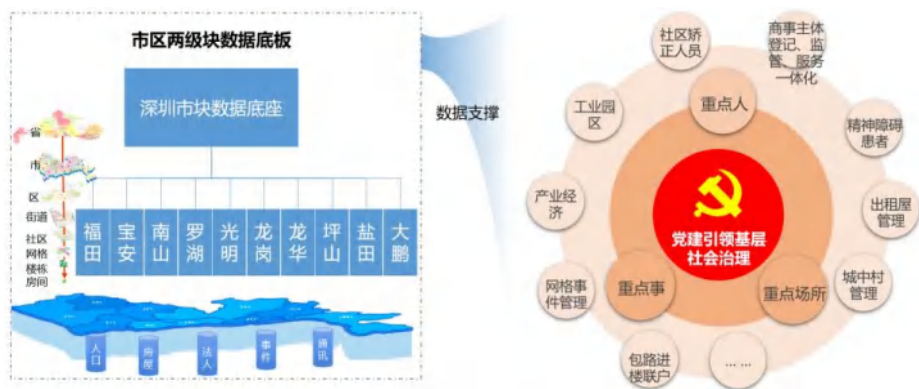 市区两级块数据底板
深圳市块数据底座
省
市
区
街道
社区
网格
楼栋
房间
福田
宝安
南山
罗湖
光明
龙岗
龙华
坪山
盐田
大鹏
人口
房屋
法人
事件
通讯
数据支撑
社区矫
正人员
商事主体
登记、监
管、服务
一体化
工业园
区
重点人
精神障碍
患者
产业经
济
党建引领基层
社会治理
出租屋
管理
网格事
件管理
重点事
重点场所
城中村
管理
包路进
楼联户
... ...